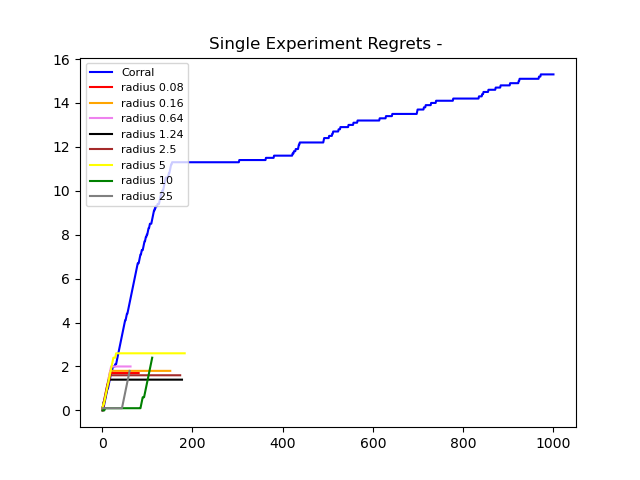 Single Experiment Regrets -
16
14
12
10
8
6
4
2
0
Corral
radius 0.08
radius 0.16
radius 0.64
radius 1.24
radius 2.5
radius 5
radius 10
radius 25
0 200 400 600 800 1000